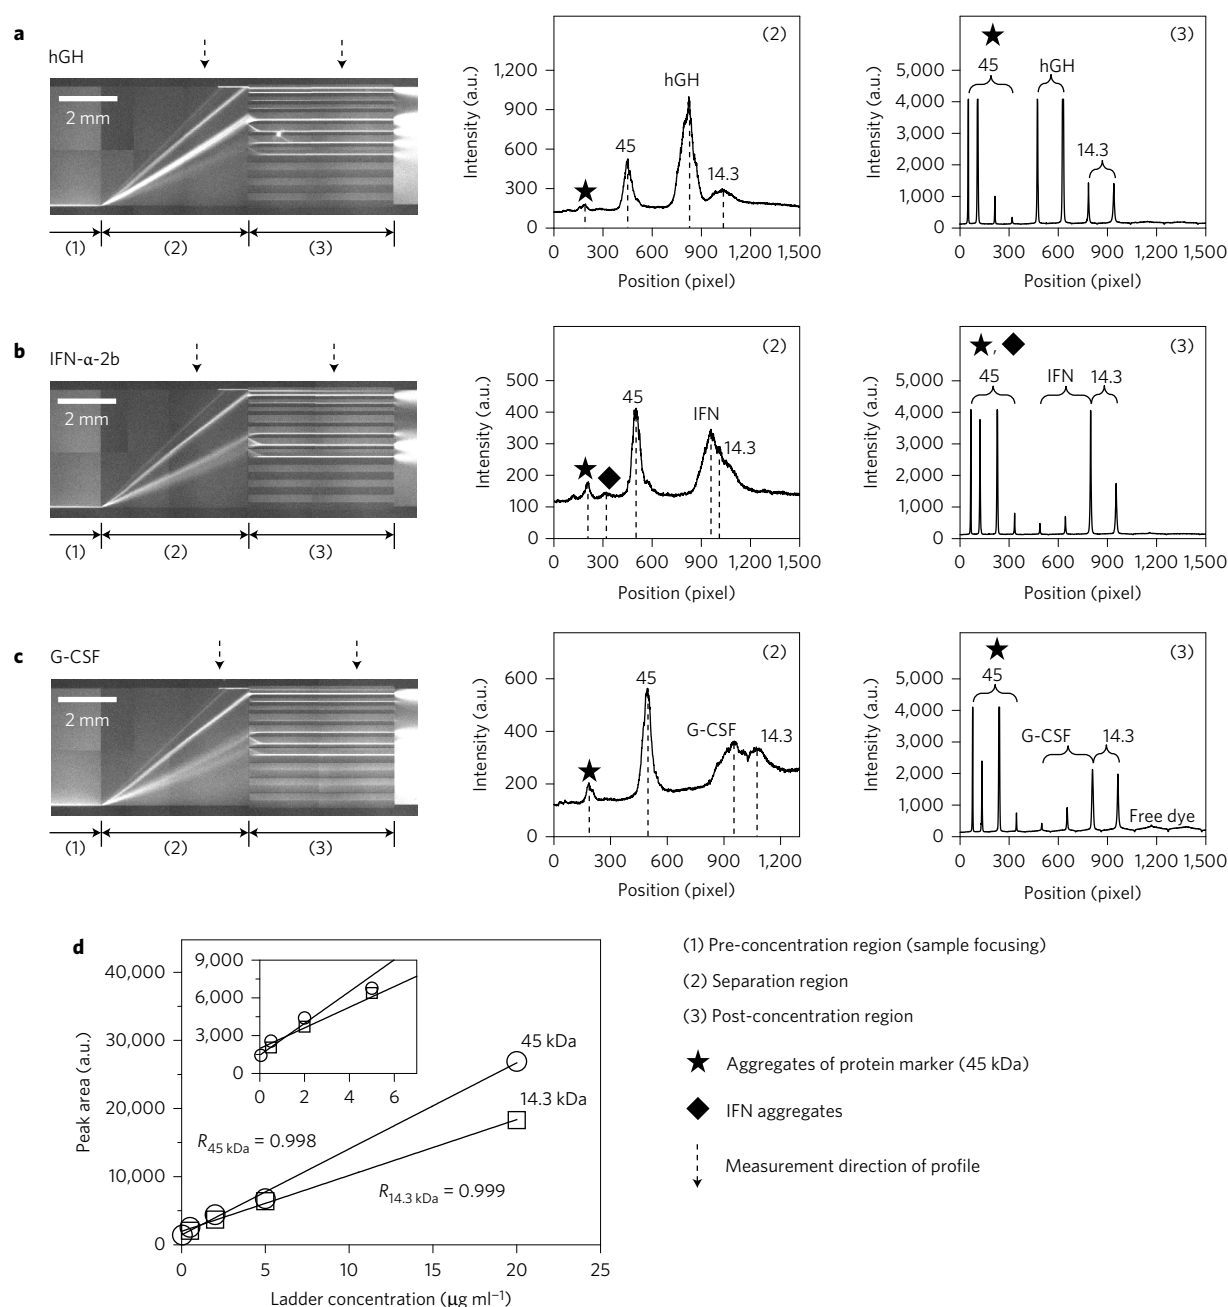 a
hGH
2 mm
(1) (2) (3)
(2)
Intensity (a.u.)
1,200
900
600
300
0
45
hGH
14.3
0 300 600 900 1,200 1,500
Position (pixel)
(3)
Intensity (a.u.)
5,000
4,000
3,000
2,000
1,000
0
45
hGH
14.3
0 300 600 900 1,200 1,500
Position (pixel)
b
IFN-α-2b
2 mm
(1) (2) (3)
(2)
Intensity (a.u.)
500
400
300
200
100
0
45
IFN
14.3
0 300 600 900 1,200 1,500
Position (pixel)
(3)
Intensity (a.u.)
5,000
4,000
3,000
2,000
1,000
0
,
45 IFN 14.3
0 300 600 900 1,200 1,500
Position (pixel)
c
G-CSF
2 mm
(1) (2) (3)
(2)
Intensity (a.u.)
600
400
200
0
45
G-CSF 14.3
0 300 600 900 1,200
Position (pixel)
(3)
Intensity (a.u.)
5,000
4,000
3,000
2,000
1,000
0
45
G-CSF 14.3
Free dye
0 300 600 900 1,200 1,500
Position (pixel)
d
Peak area (a.u.)
40,000
30,000
20,000
10,000
0
9,000
6,000
3,000
0
0 2 4 6
45 kDa
14.3 kDa
R45 kDa = 0.998
R14.3 kDa = 0.999
0 5 10 15 20 25
Ladder concentration (μg ml⁻¹)
(1) Pre-concentration region (sample focusing)
(2) Separation region
(3) Post-concentration region
Aggregates of protein marker (45 kDa)
IFN aggregates
Measurement direction of profile